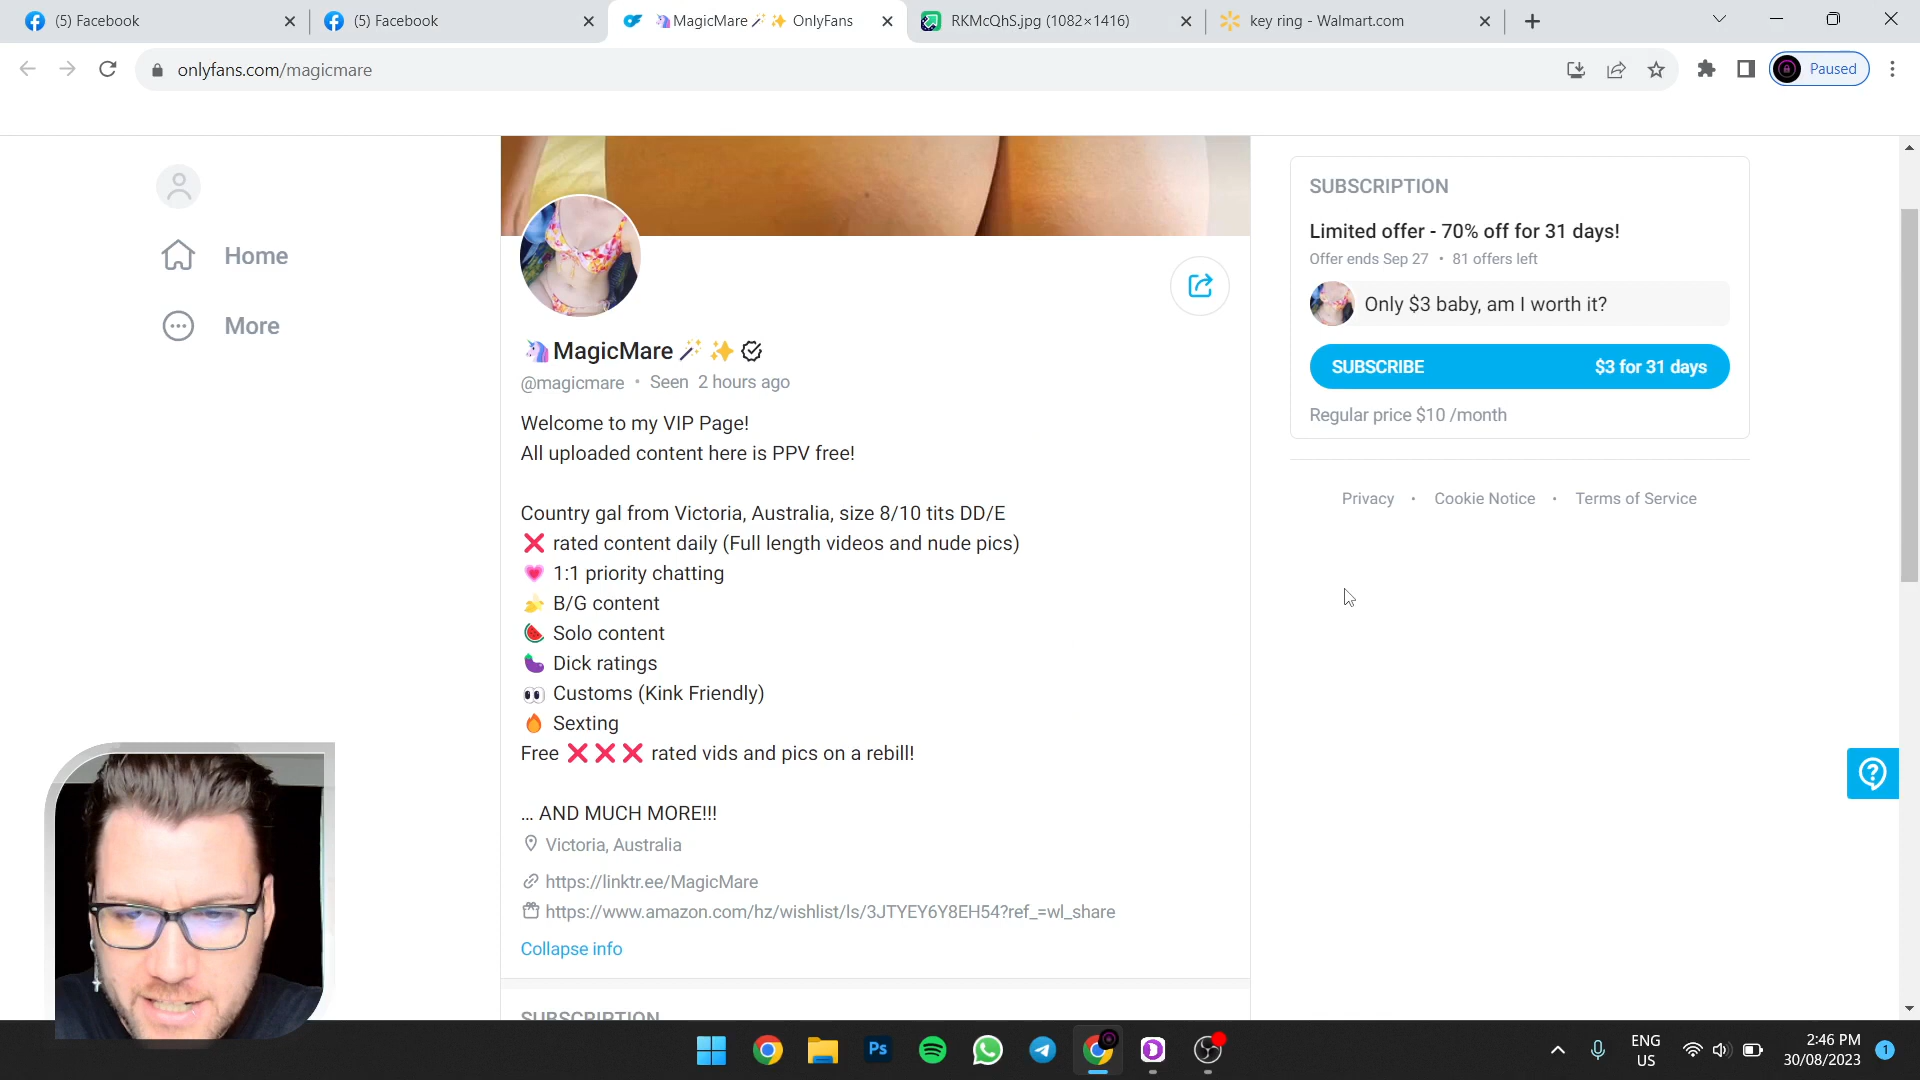 (5) Facebook
(5) Facebook
🦄MagicMare🪄✨ OnlyFans
RKMcQhS.jpg (1082×1416)
key ring - Walmart.com
onlyfans.com/magicmare
Paused
Home
More
🦄MagicMare🪄✨
@magicmare • Seen 2 hours ago
Welcome to my VIP Page!
All uploaded content here is PPV free!
Country gal from Victoria, Australia, size 8/10 tits DD/E
❌ rated content daily (Full length videos and nude pics)
💗 1:1 priority chatting
🍌 B/G content
🍉 Solo content
🍆 Dick ratings
👀 Customs (Kink Friendly)
🔥 Sexting
Free ❌❌❌ rated vids and pics on a rebill!
... AND MUCH MORE!!!
Victoria, Australia
https://linktr.ee/MagicMare
https://www.amazon.com/hz/wishlist/ls/3JTYEY6Y8EH54?ref_=wl_share
Collapse info
SUBSCRIPTION
SUBSCRIPTION
Limited offer - 70% off for 31 days!
Offer ends Sep 27 • 81 offers left
Only $3 baby, am I worth it?
SUBSCRIBE $3 for 31 days
Regular price $10 /month
Privacy • Cookie Notice • Terms of Service
Ps
ENG
US
2:46 PM
30/08/2023
1